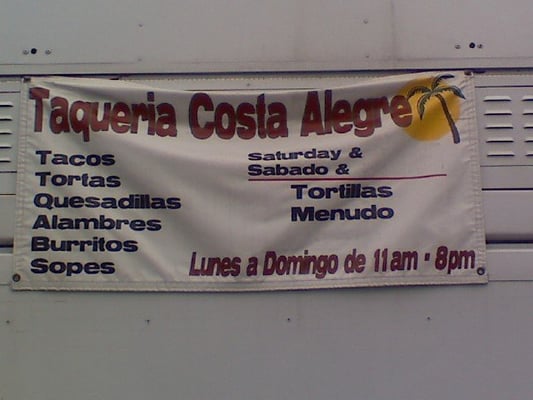 Taqueria Costa Alegre
Tacos
Tortas
Quesadillas
Alambres
Burritos
Sopes
Saturday &
Sabado &
Tortillas
Menudo
Lunes a Domingo de 11am - 8pm